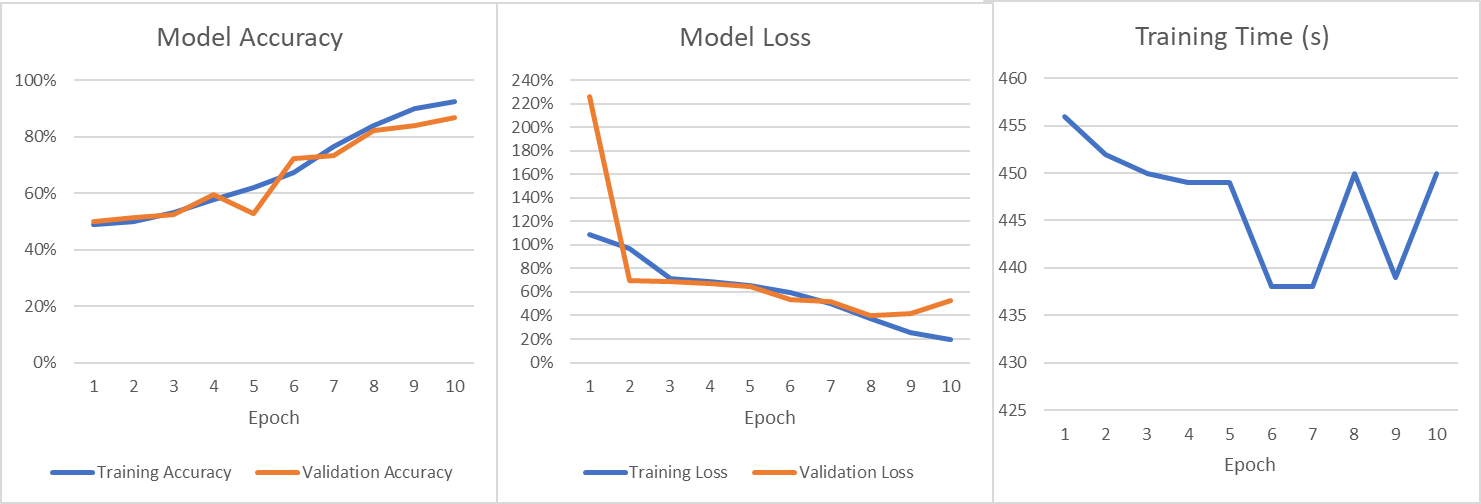 Model Accuracy
100%
80%
60%
40%
20%
0%
1 2 3 4 5 6 7 8 9 10
Epoch
Training Accuracy Validation Accuracy
Model Loss
240%
220%
200%
180%
160%
140%
120%
100%
80%
60%
40%
20%
0%
1 2 3 4 5 6 7 8 9 10
Epoch
Training Loss Validation Loss
Training Time (s)
460
455
450
445
440
435
430
425
1 2 3 4 5 6 7 8 9 10
Epoch